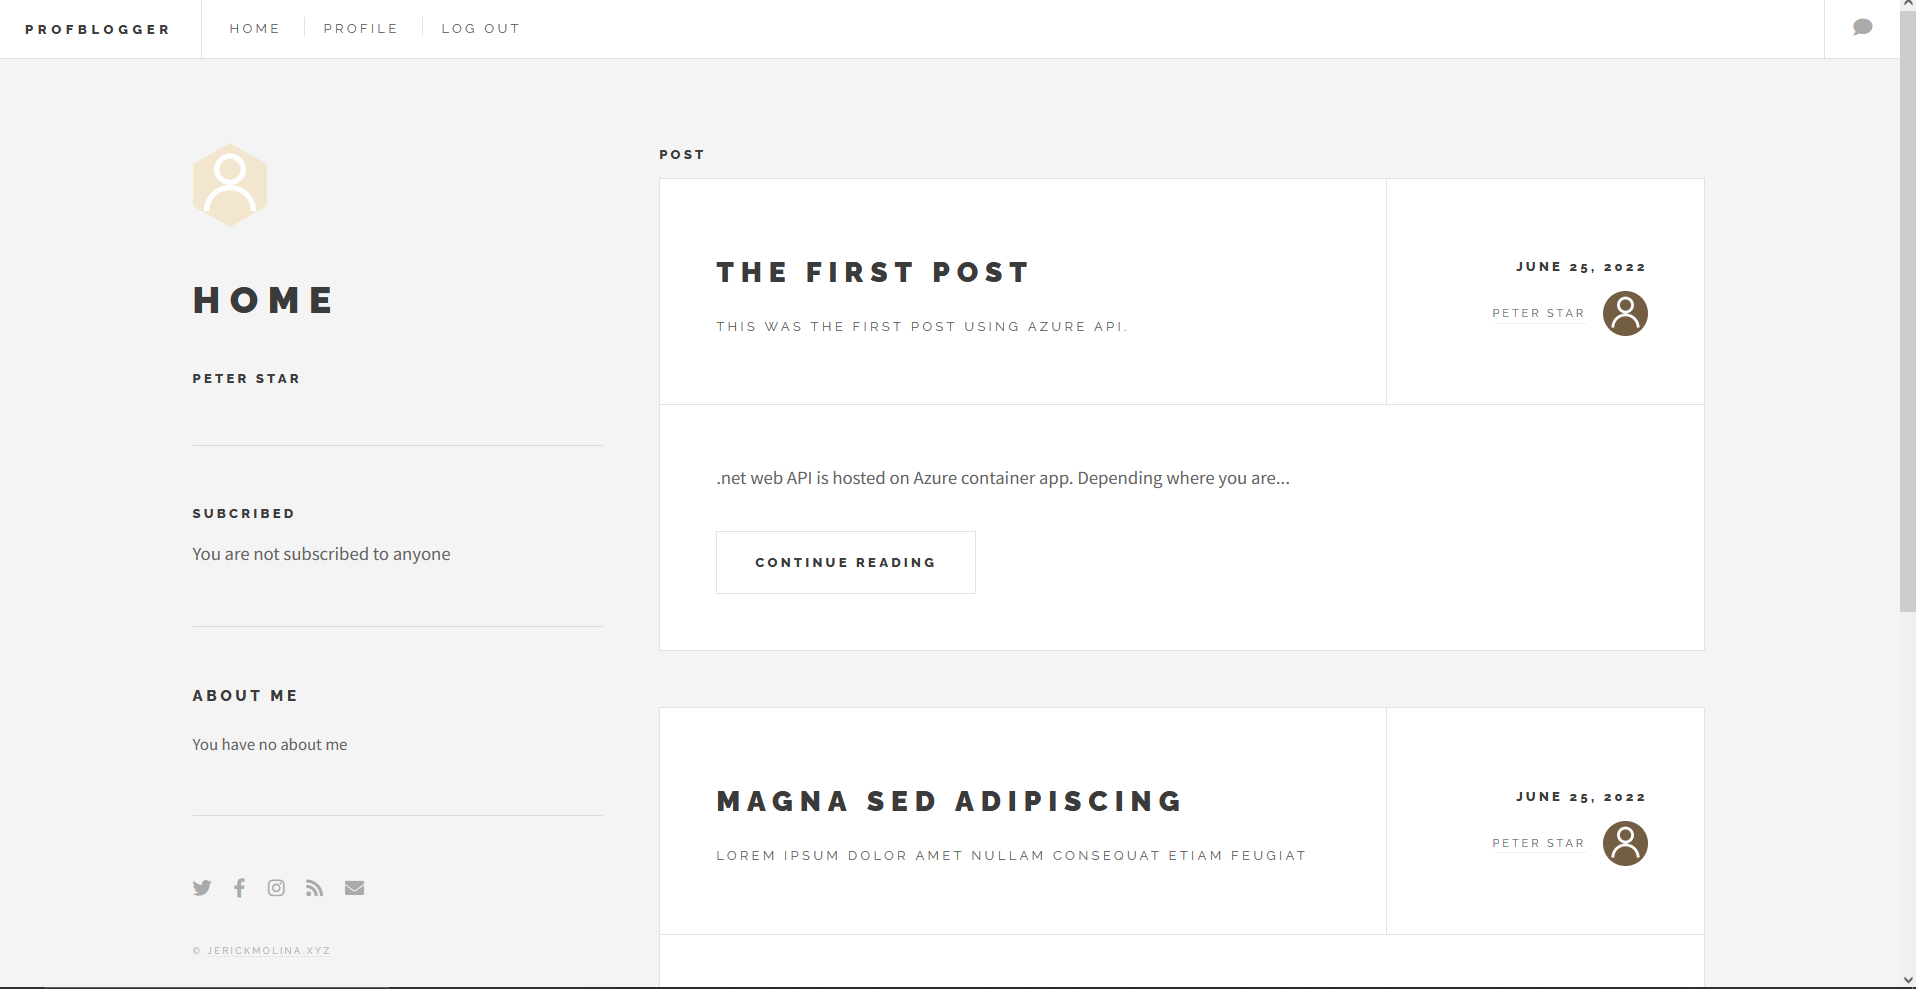 PROFBLOGGER
HOME
PROFILE
LOG OUT
HOME
PETER STAR
SUBCRIBED
You are not subscribed to anyone
ABOUT ME
You have no about me
© JERICKMOLINA.XYZ
POST
THE FIRST POST
THIS WAS THE FIRST POST USING AZURE API.
JUNE 25, 2022
PETER STAR
.net web API is hosted on Azure container app. Depending where you are...
CONTINUE READING
MAGNA SED ADIPISCING
LOREM IPSUM DOLOR AMET NULLAM CONSEQUAT ETIAM FEUGIAT
JUNE 25, 2022
PETER STAR